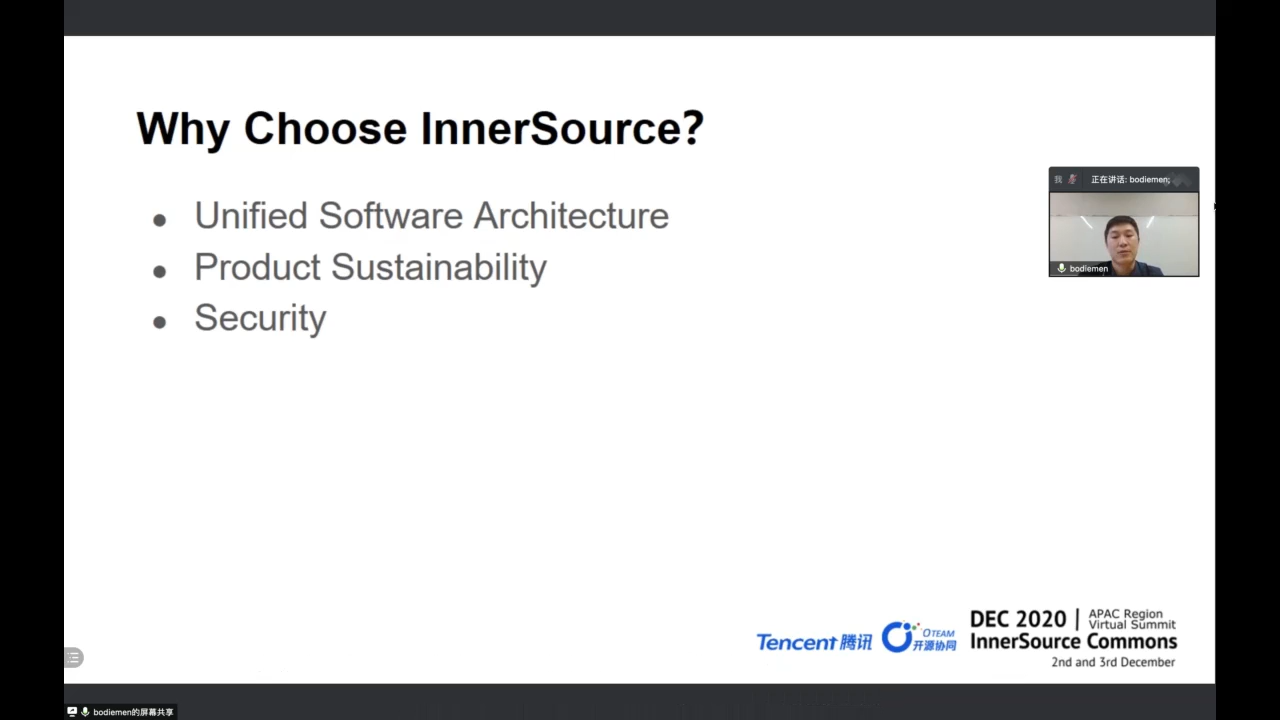 Why Choose InnerSource?
我 正在讲话: bodiemen;
● Unified Software Architecture
● Product Sustainability
● Security
bodiemen
Tencent 腾讯
OTEAM
开源协同
DEC 2020 | APAC Region
Virtual Summit
InnerSource Commons
2nd and 3rd December
bodiemen的屏幕共享